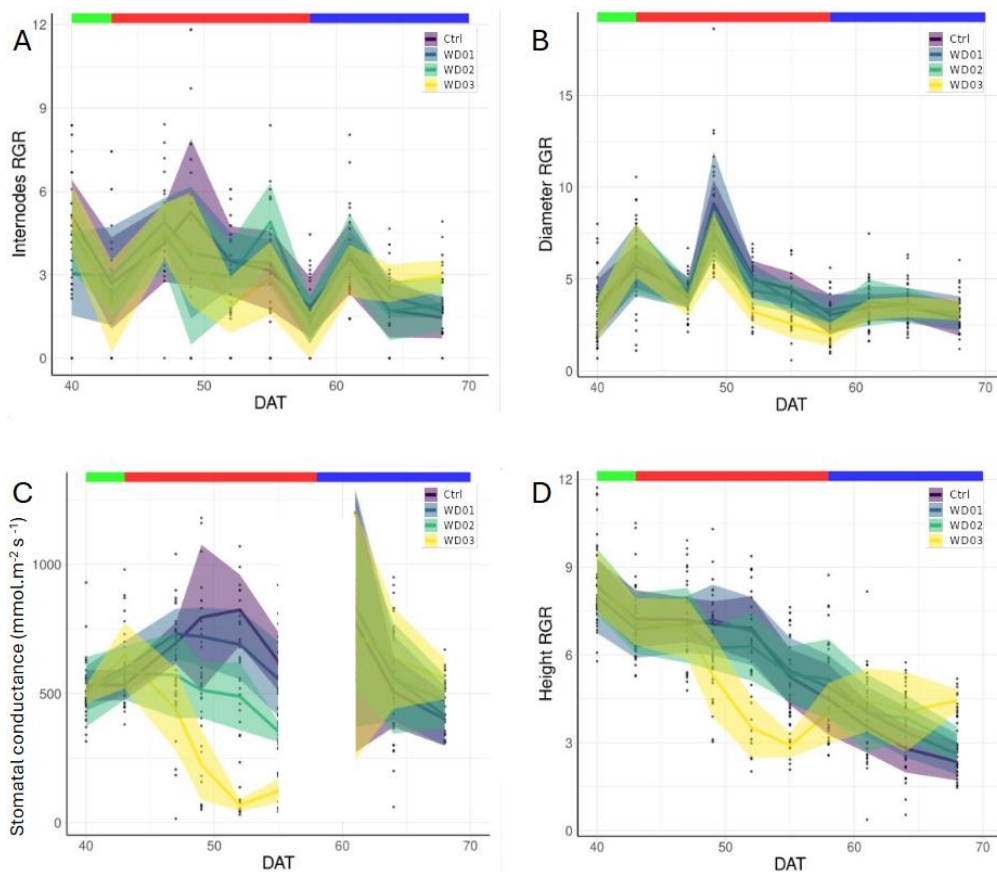 A
Internodes RGR
12
9
6
3
0
40
50
60
70
DAT
Ctrl
WD01
WD02
WD03
B
Diameter RGR
15
10
5
0
40
50
60
70
DAT
Ctrl
WD01
WD02
WD03
C
Stomatal conductance (mmol.m⁻² s ⁻¹)
1000
500
0
40
50
60
70
DAT
Ctrl
WD01
WD02
WD03
D
Height RGR
12
9
6
3
0
40
50
60
70
DAT
Ctrl
WD01
WD02
WD03